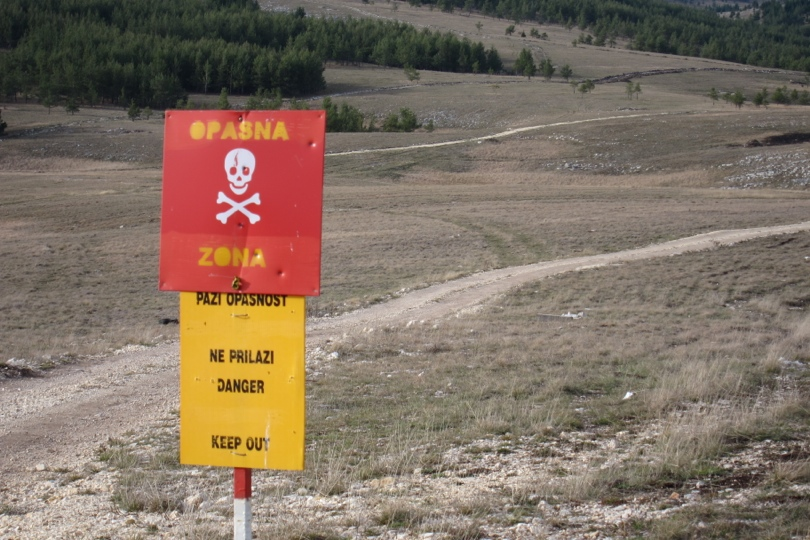 OPASNA
ZONA
PAZI OPASNOST
NE PRILAZI
DANGER
KEEP OUT